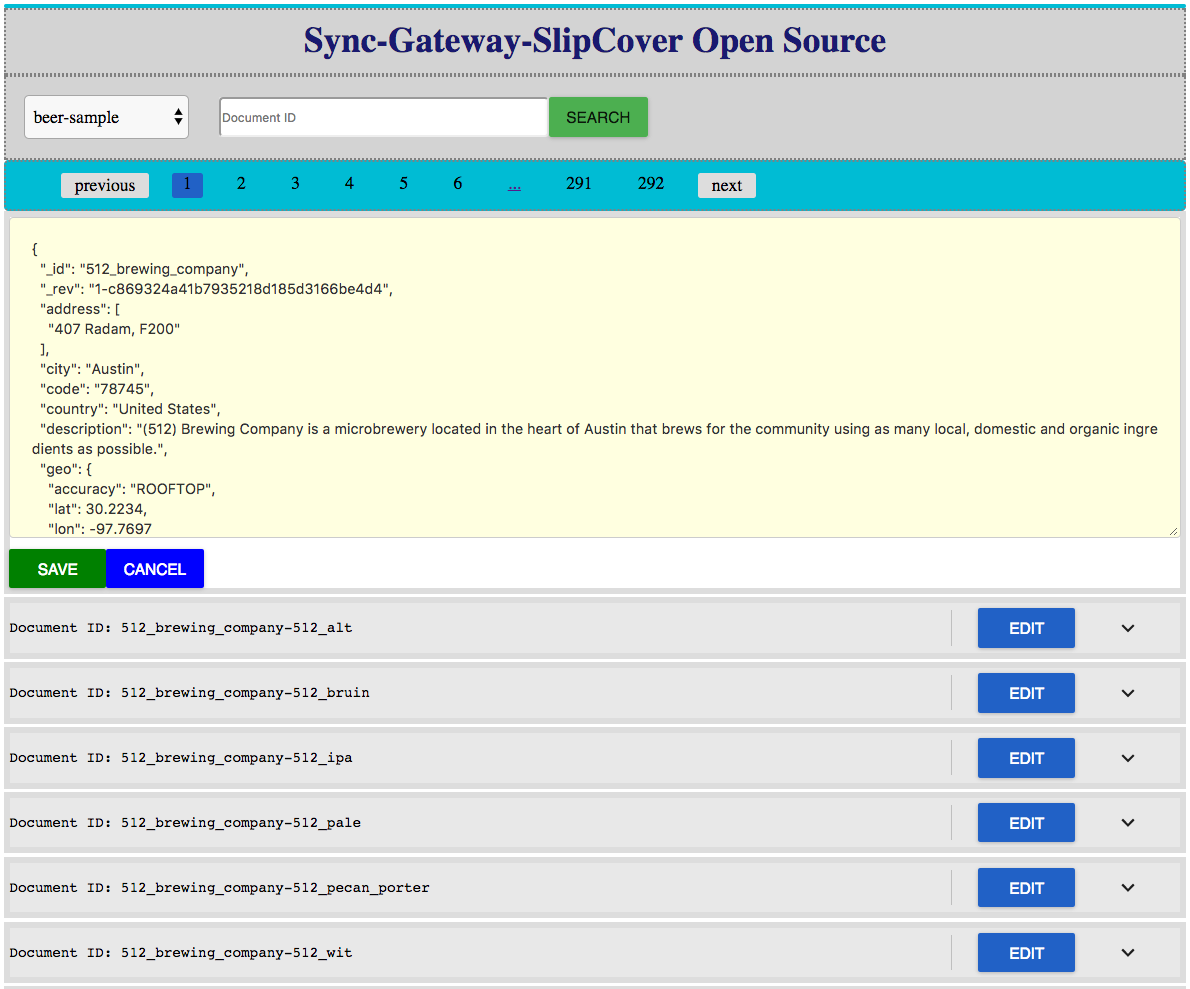 Sync-Gateway-SlipCover Open Source
beer-sample Document ID SEARCH
previous 1 2 3 4 5 6 ... 291 292 next
{
"_id": "512_brewing_company",
"_rev": "1-c869324a41b7935218d185d3166be4d4",
"address": [
"407 Radam, F200"
],
"city": "Austin",
"code": "78745",
"country": "United States",
"description": "(512) Brewing Company is a microbrewery located in the heart of Austin that brews for the community using as many local, domestic and organic ingre
dients as possible.",
"geo": {
"accuracy": "ROOFTOP",
"lat": 30.2234,
"lon": -97.7697
SAVE CANCEL
Document ID: 512_brewing_company-512_alt EDIT
Document ID: 512_brewing_company-512_bruin EDIT
Document ID: 512_brewing_company-512_ipa EDIT
Document ID: 512_brewing_company-512_pale EDIT
Document ID: 512_brewing_company-512_pecan_porter EDIT
Document ID: 512_brewing_company-512_wit EDIT